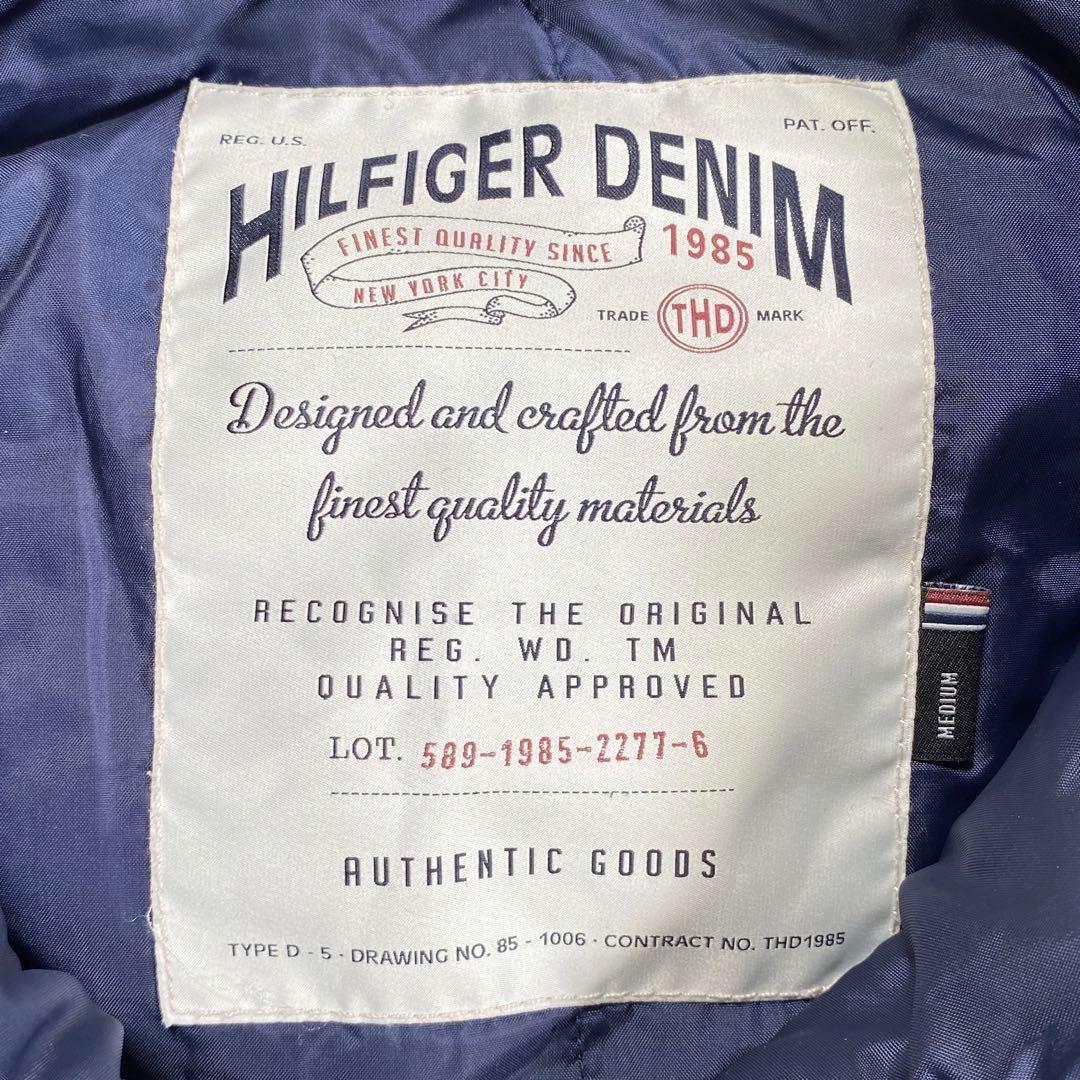 REG. U.S. PAT. OFF.
HILFIGER DENIM
FINEST QUALITY SINCE 1985
NEW YORK CITY
TRADE THD MARK
Designed and crafted from the
finest quality materials
RECOGNISE THE ORIGINAL
REG. WD. TM
QUALITY APPROVED
LOT. 589-1985-2277-6
AUTHENTIC GOODS
TYPE D - 5 · DRAWING NO. 85 - 1006 · CONTRACT NO. THD1985
MEDIUM